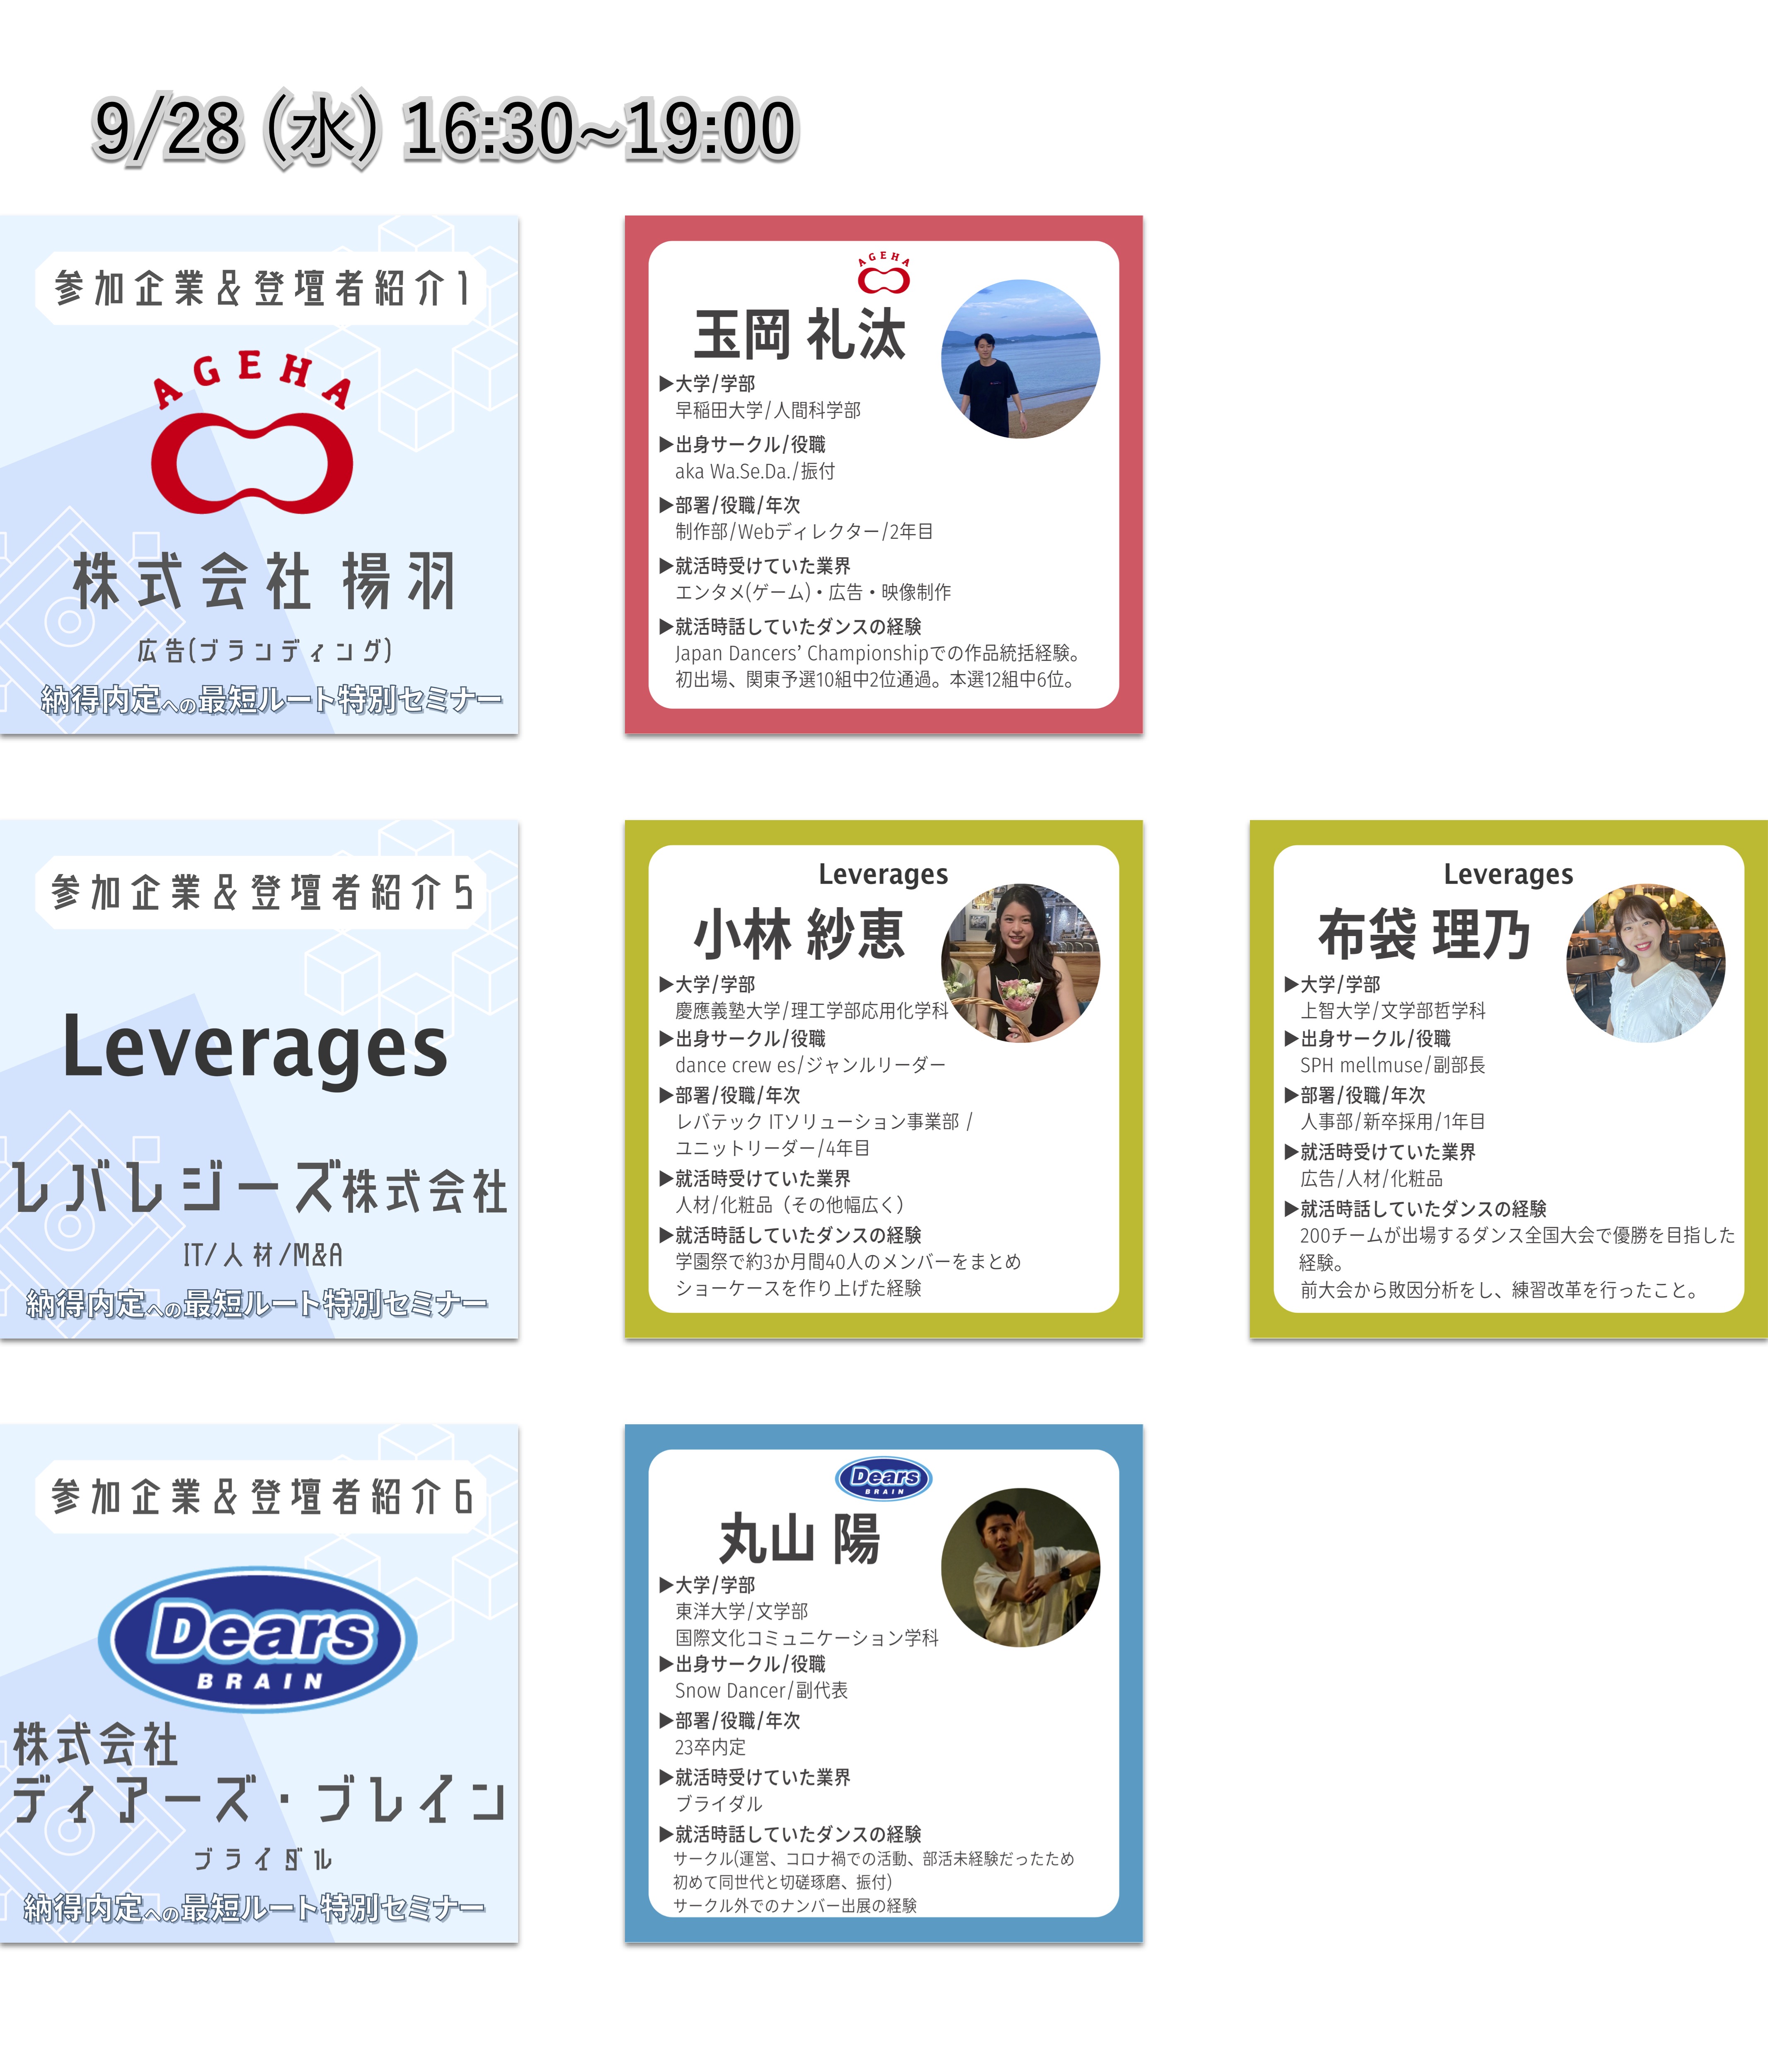 9/28（水）16:30~19:00
参加企業＆登壇者紹介1
AGEHA
株式会社 揚羽
広告(ブランディング)
納得内定への最短ルート特別セミナー
AGEHA
玉岡 礼汰
▶大学/学部
早稲田大学/人間科学部
▶出身サークル/役職
aka Wa.Se.Da./振付
▶部署/役職/年次
制作部/Webディレクター/2年目
▶就活時受けていた業界
エンタメ(ゲーム)・広告・映像制作
▶就活時話していたダンスの経験
Japan Dancers’ Championshipでの作品統括経験。
初出場、関東予選10組中2位通過。本選12組中6位。
参加企業＆登壇者紹介5
Leverages
レバレジーズ株式会社
IT/人材/M&A
納得内定への最短ルート特別セミナー
Leverages
小林 紗恵
▶大学/学部
慶應義塾大学/理工学部応用化学科
▶出身サークル/役職
dance crew es/ジャンルリーダー
▶部署/役職/年次
レバテック ITソリューション事業部 /
ユニットリーダー/4年目
▶就活時受けていた業界
人材/化粧品（その他幅広く）
▶就活時話していたダンスの経験
学園祭で約3か月間40人のメンバーをまとめ
ショーケースを作り上げた経験
Leverages
布袋 理乃
▶大学/学部
上智大学/文学部哲学科
▶出身サークル/役職
SPH mellmuse/副部長
▶部署/役職/年次
人事部/新卒採用/1年目
▶就活時受けていた業界
広告/人材/化粧品
▶就活時話していたダンスの経験
200チームが出場するダンス全国大会で優勝を目指した
経験。
前大会から敗因分析をし、練習改革を行ったこと。
参加企業＆登壇者紹介6
Dears
BRAIN
株式会社
ディアーズ・ブレイン
ブライダル
納得内定への最短ルート特別セミナー
Dears
BRAIN
丸山 陽
▶大学/学部
東洋大学/文学部
国際文化コミュニケーション学科
▶出身サークル/役職
Snow Dancer/副代表
▶部署/役職/年次
23卒内定
▶就活時受けていた業界
ブライダル
▶就活時話していたダンスの経験
サークル(運営、コロナ禍での活動、部活未経験だったため
初めて同世代と切磋琢磨、振付)
サークル外でのナンバー出展の経験